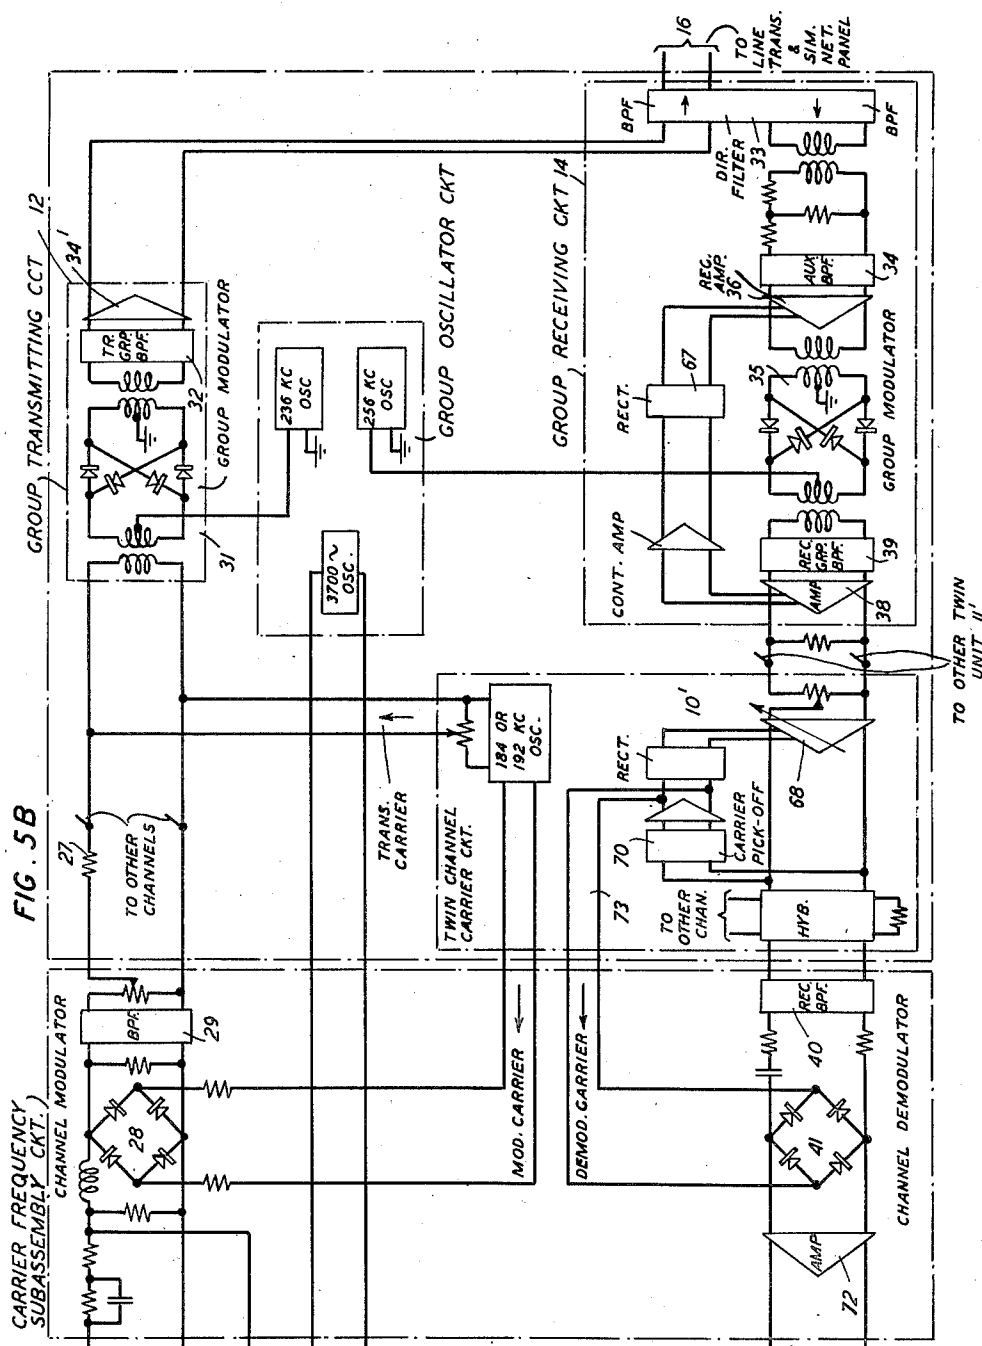 FIG. 5B
CARRIER FREQUENCY
SUBASSEMBLY CKT.)
CHANNEL MODULATOR
28
BPF.
29
27
TO OTHER
CHANNELS
GROUP TRANSMITTING CCT
12
31
GROUP MODULATOR
TR.
GRP.
BPF.
32
34'
16
TO
LINE
TRANS.
&
SIM.
NET.
PANEL
MOD. CARRIER
TRANS.
CARRIER
TWIN CHANNEL
CARRIER CKT.
184 OR
192 KC
OSC.
3700~
OSC.
236 KC
OSC
256 KC
OSC
GROUP OSCILLATOR CKT
DEMOD. CARRIER
73
TO
OTHER
CHAN.
70
RECT.
CARRIER
PICK-OFF
10'
CONT. AMP
RECT.
67
GROUP RECEIVING CKT 14
BPF
DIR.
FILTER
33
BPF
72
AMP
41
CHANNEL DEMODULATOR
40
REC.
BPF.
HYB.
68
TO OTHER TWIN
UNIT 11'
AMP
38
REC.
GRP.
BPF.
39
GROUP MODULATOR
35
REC.
AMP.
36
AUX.
BPF.
34